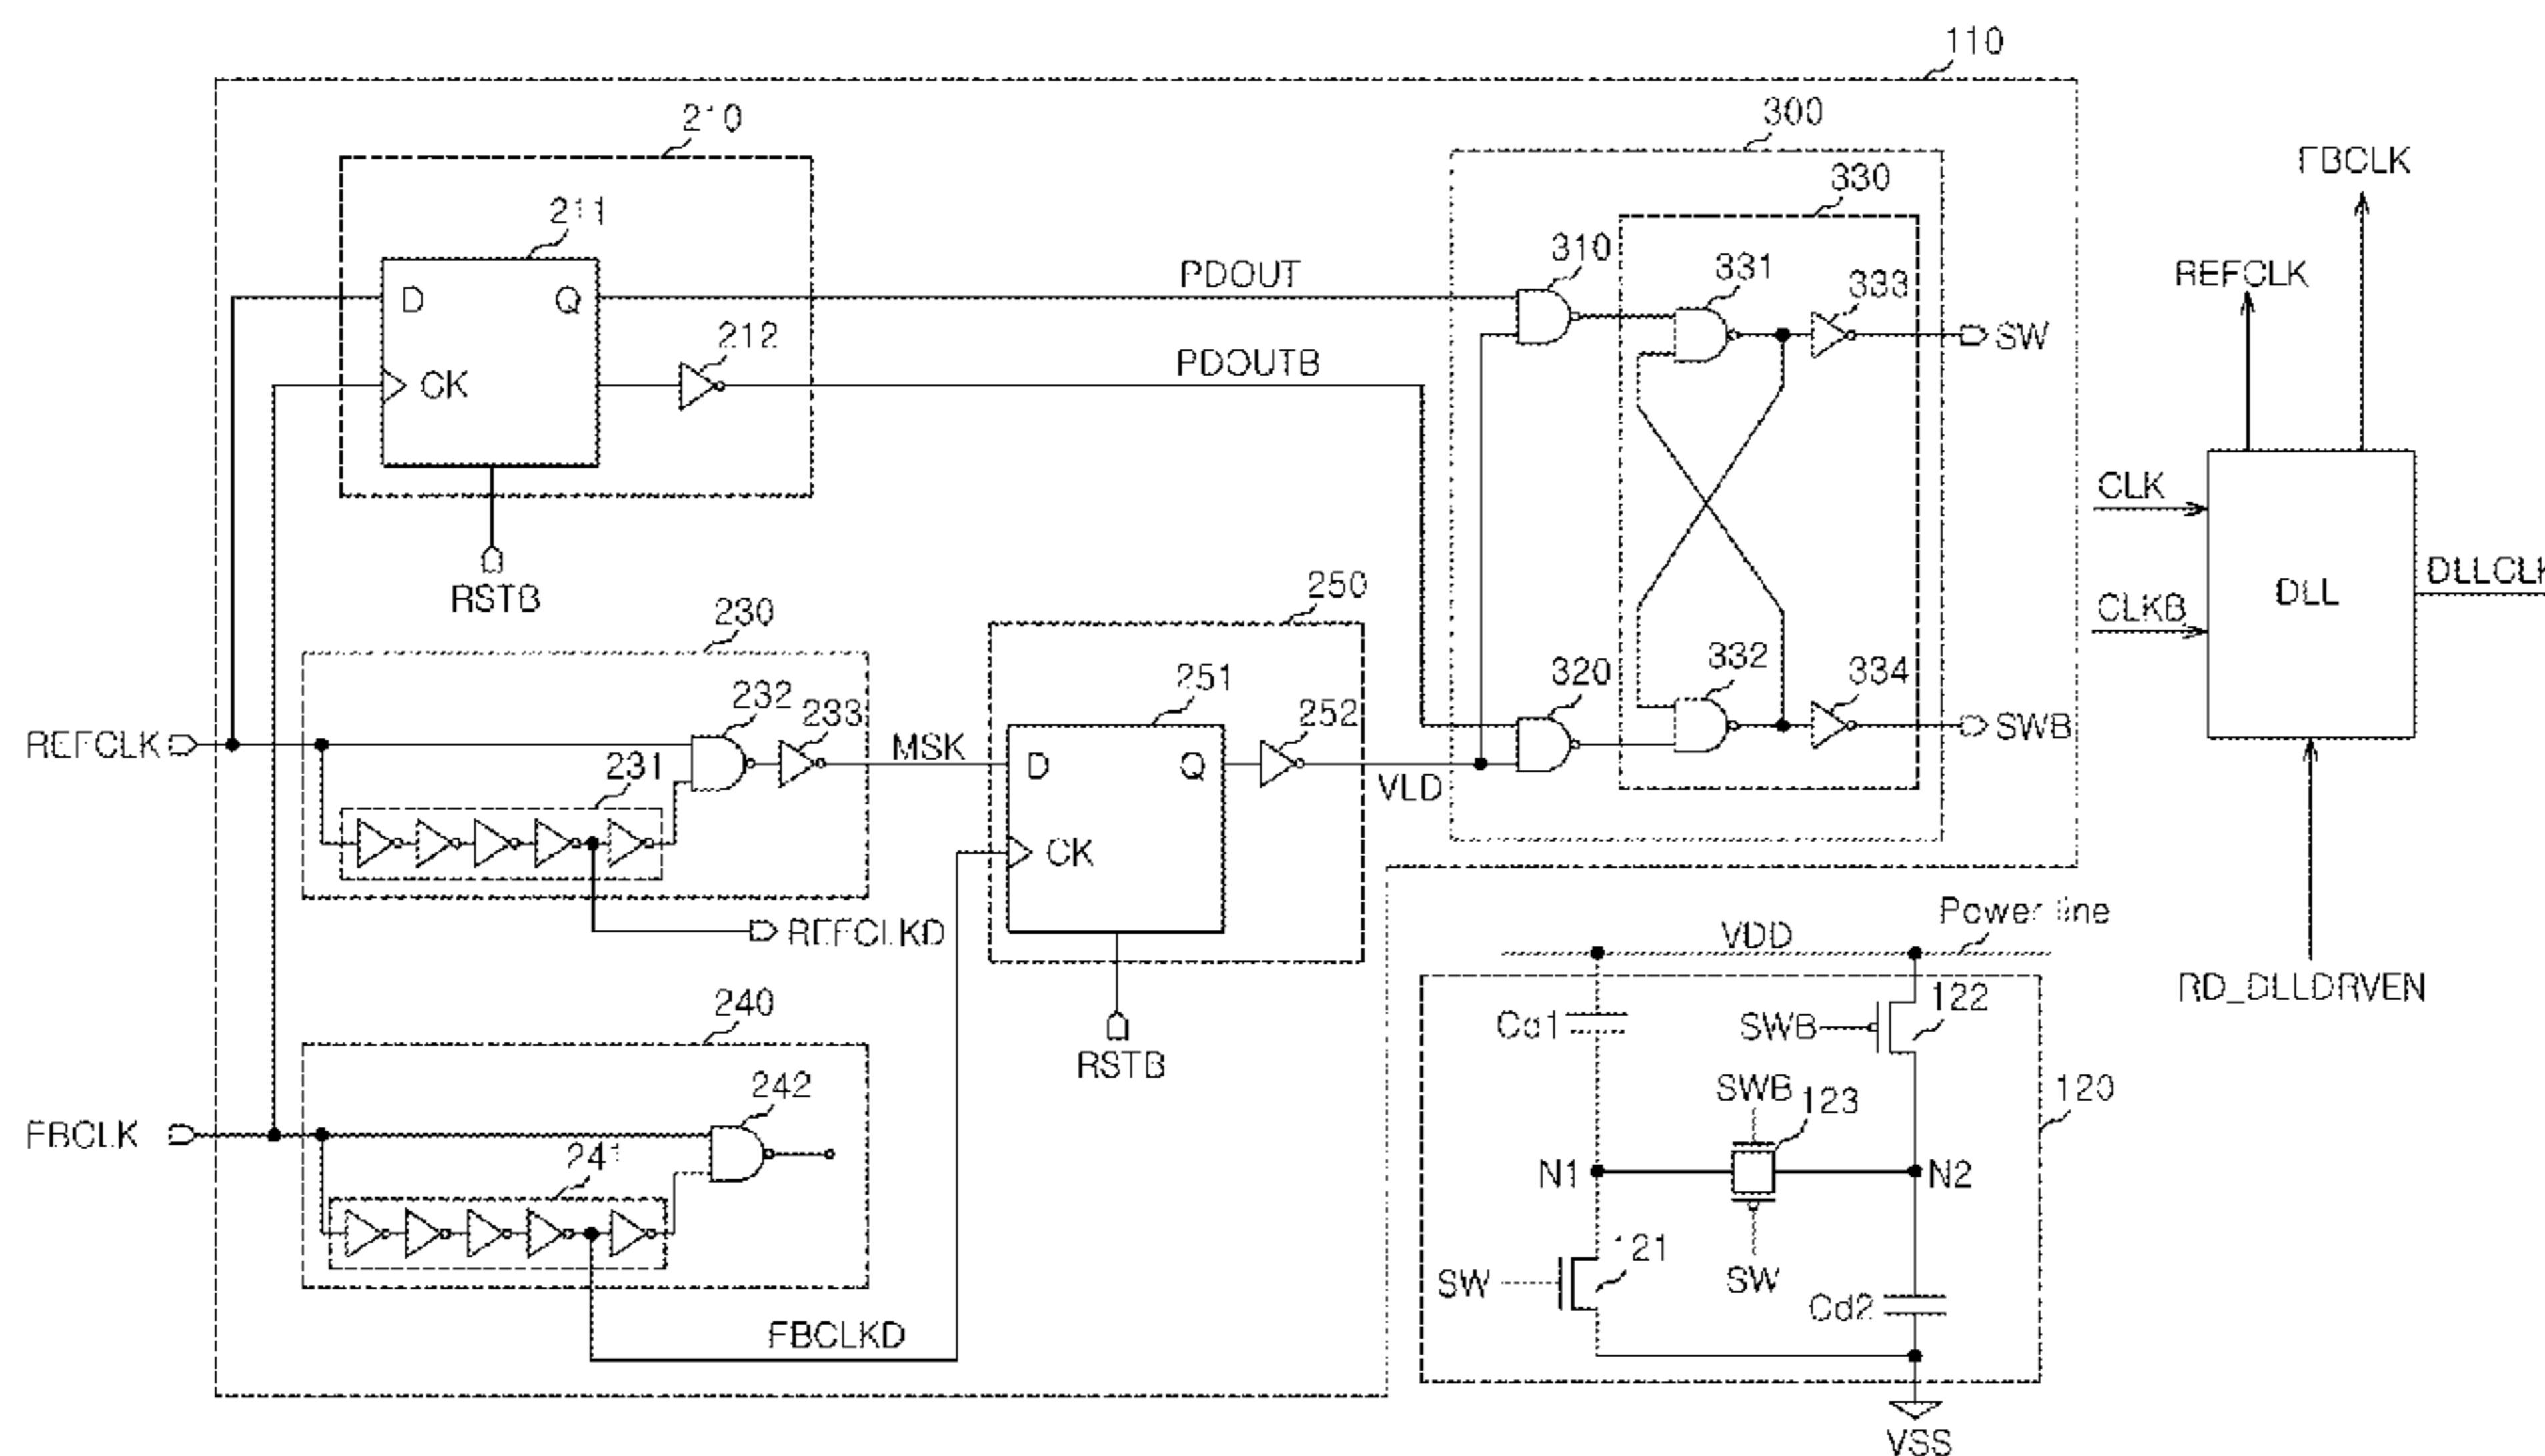 110
210
300
FBCLK
330
211
REFCLK
310
331
333
PDOUT
D
Q
212
SW
PDOUTB
CK
CLK
DLL
DLLCLK
RSTB
CLKB
230
250
332
334
320
251
232
233
252
REFCLK
MSK
SWB
231
D
Q
VLD
CK
REFCLKD
Power line
VDD
RD_DLLDRVEN
240
122
Cd1
SWB
RSTB
242
SWB
123
120
FBCLK
241
N1
N2
121
SW
SW
Cd2
FBCLKD
VSS